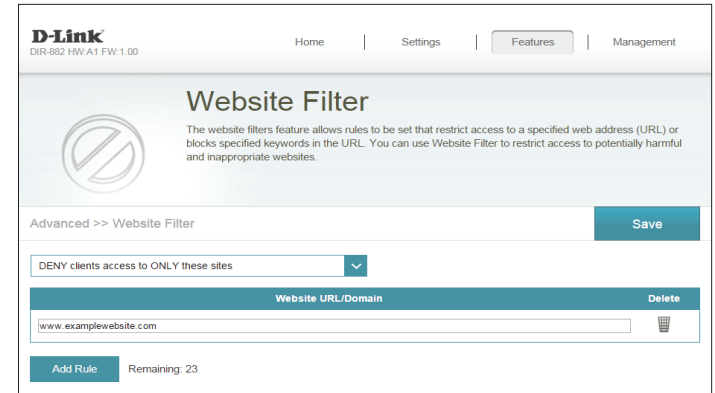 D-Link
DIR-882 HW:A1 FW:1.00
Home
Settings
Features
Management
Website Filter
The website filters feature allows rules to be set that restrict access to a specified web address (URL) or
blocks specified keywords in the URL. You can use Website Filter to restrict access to potentially harmful
and inappropriate websites.
Advanced >> Website Filter
Save
DENY clients access to ONLY these sites
Website URL/Domain
Delete
www.examplewebsite.com
Add Rule
Remaining: 23